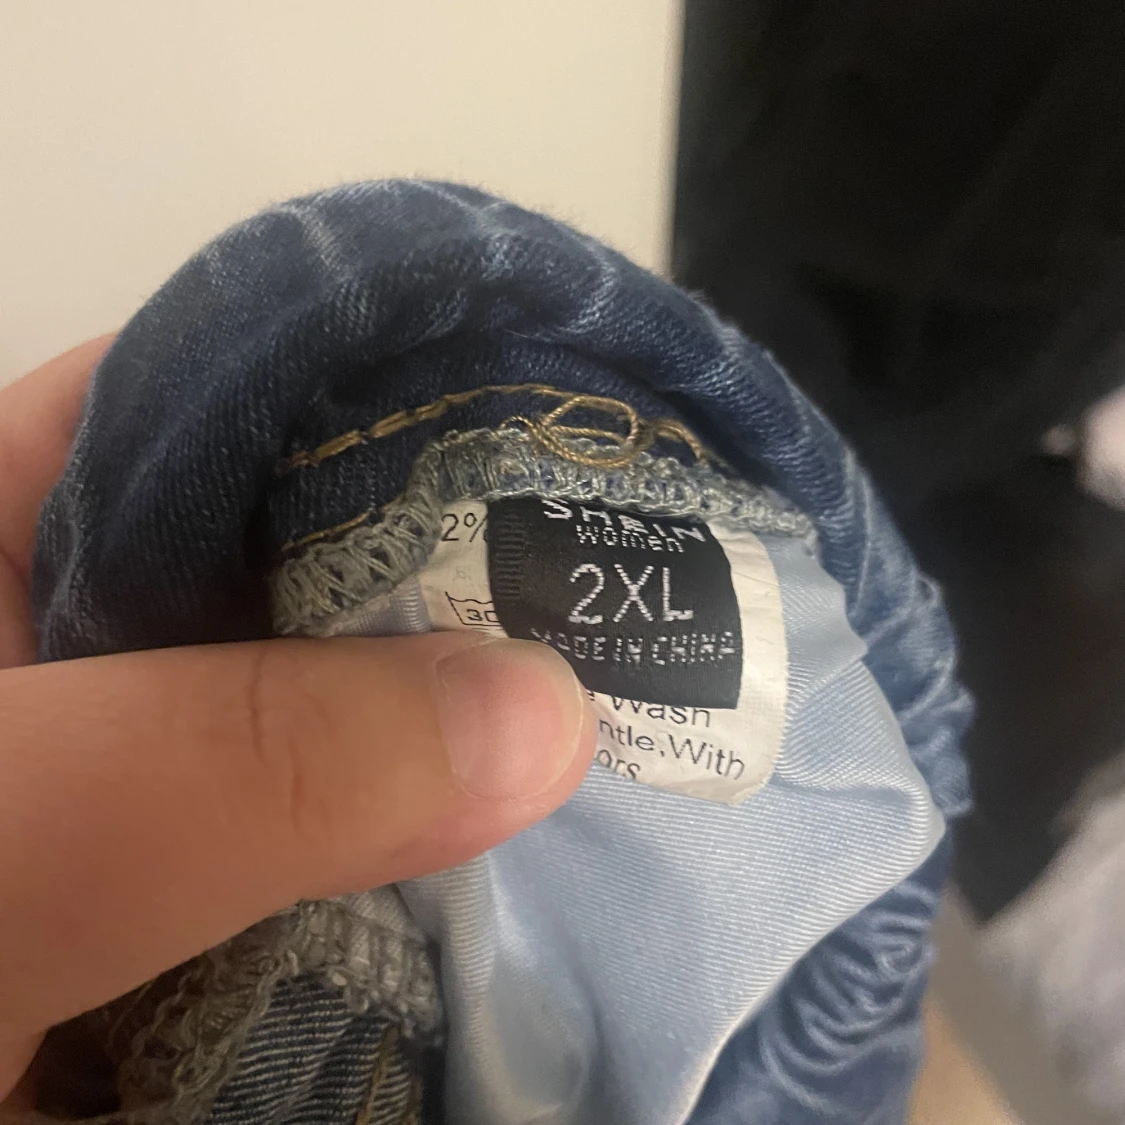 2%
SHEIN
Women
2XL
MADE IN CHINA
30
Wash
ntle, With
ors